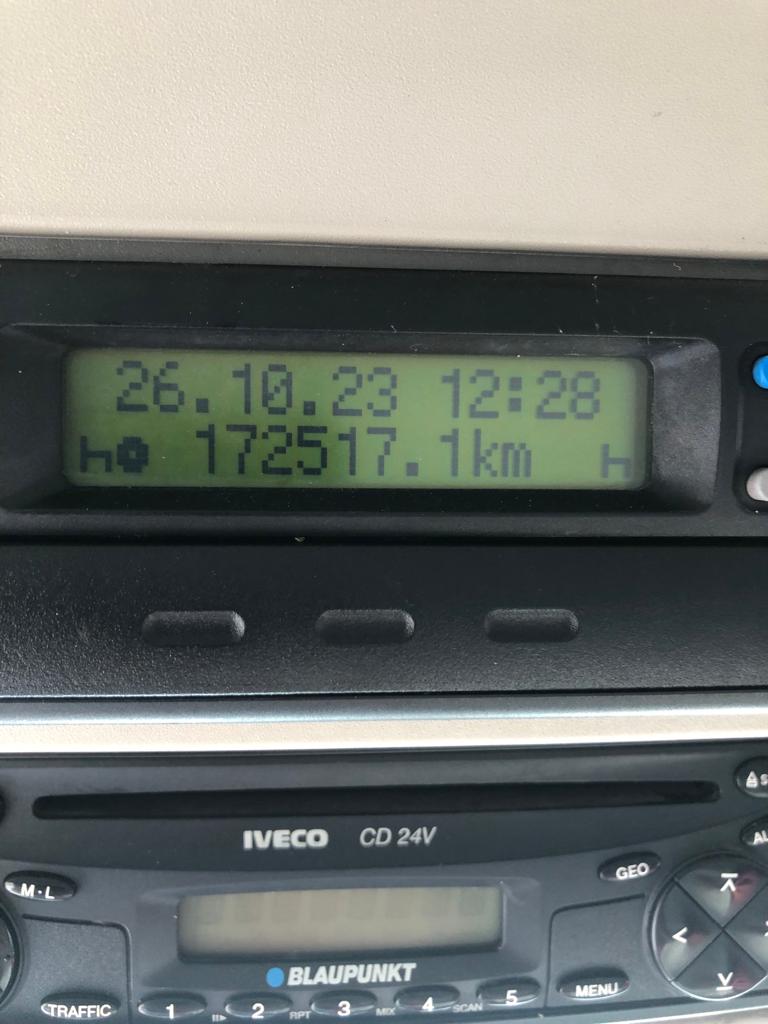 26.10.23 12:28
172517.1km
IVECO CD 24V
GEO
M·L
BLAUPUNKT
TRAFFIC 1 2 RPT 3 MIX 4 SCAN 5 MENU